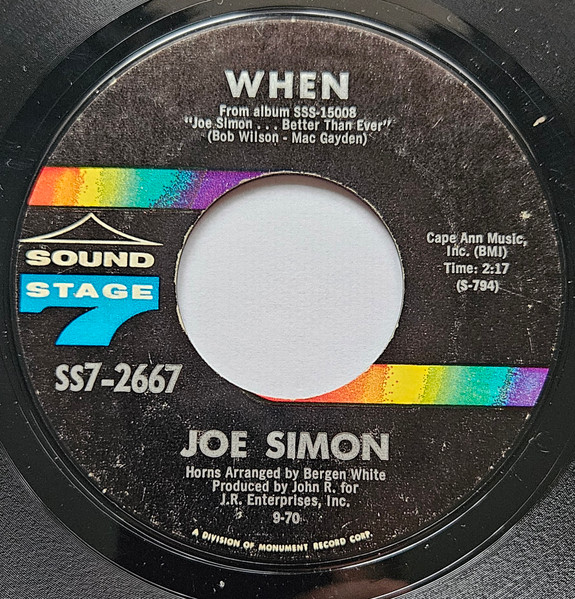 WHEN
From album SSS-15008
"Joe Simon . . . Better Than Ever"
(Bob Wilson - Mac Gayden)
SOUND
STAGE
7
Cape Ann Music,
Inc. (BMI)
Time: 2:17
(S-794)
SS7-2667
JOE SIMON
Horns Arranged by Bergen White
Produced by John R. for
J.R. Enterprises, Inc.
9-70
A DIVISION OF MONUMENT RECORD CORP.